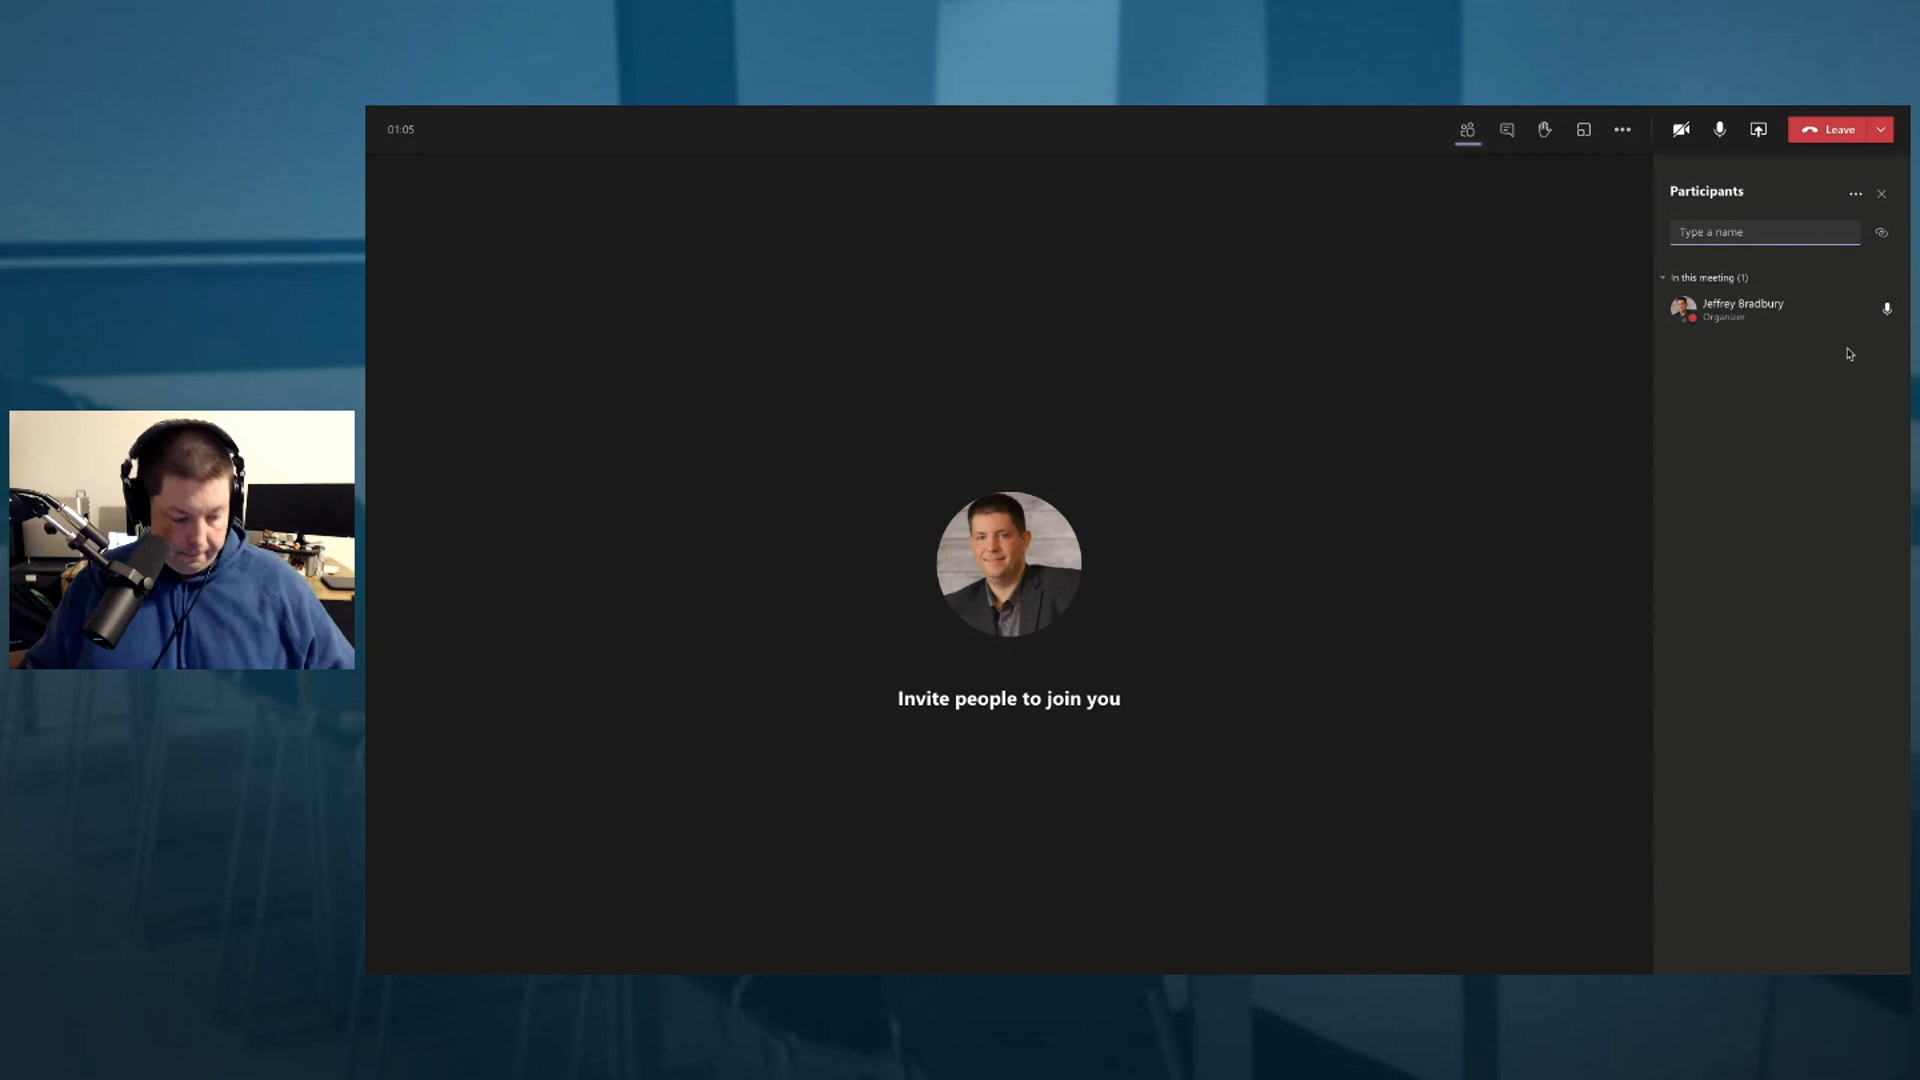 01:05
Leave
Participants
Type a name
In this meeting (1)
Jeffrey Bradbury
Organizer
Invite people to join you